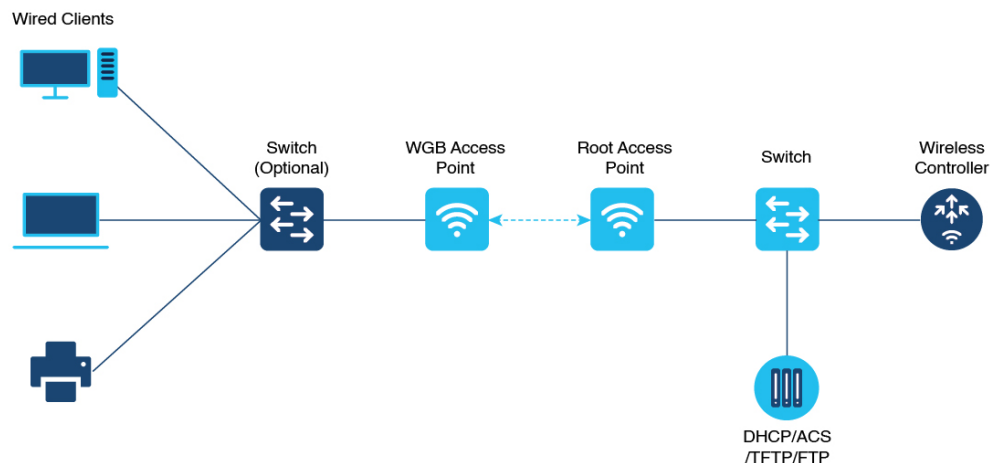 Wired Clients
Switch
(Optional)
WGB Access
Point
Root Access
Point
Switch
Wireless
Controller
DHCP/ACS
/TFTP/FTP